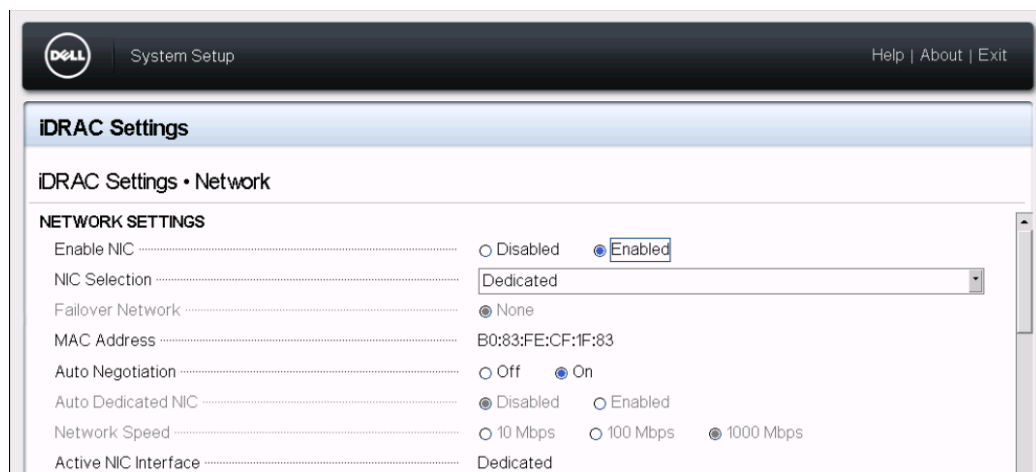 DELL System Setup Help | About | Exit
iDRAC Settings
iDRAC Settings • Network
NETWORK SETTINGS
Enable NIC Disabled Enabled
NIC Selection Dedicated
Failover Network None
MAC Address B0:83:FE:CF:1F:83
Auto Negotiation Off On
Auto Dedicated NIC Disabled Enabled
Network Speed 10 Mbps 100 Mbps 1000 Mbps
Active NIC Interface Dedicated